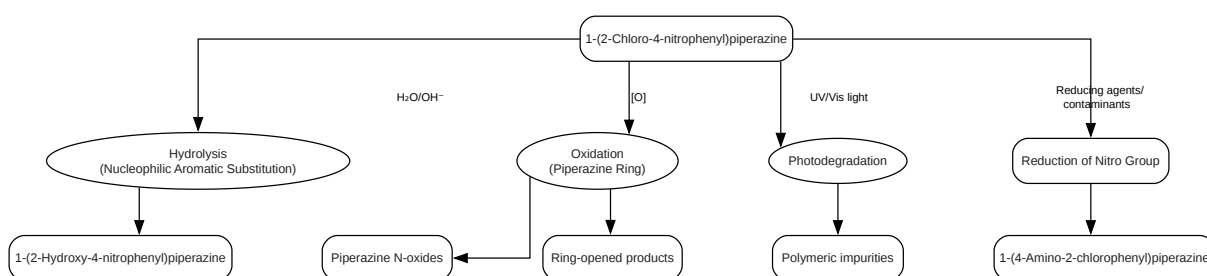 1-(2-Chloro-4-nitrophenyl)piperazine
H₂O/OH⁻
[O]
UV/Vis light
Reducing agents/
contaminants
Hydrolysis
(Nucleophilic Aromatic Substitution)
Oxidation
(Piperazine Ring)
Photodegradation
Reduction of Nitro Group
1-(2-Hydroxy-4-nitrophenyl)piperazine
Piperazine N-oxides
Ring-opened products
Polymeric impurities
1-(4-Amino-2-chlorophenyl)piperazine